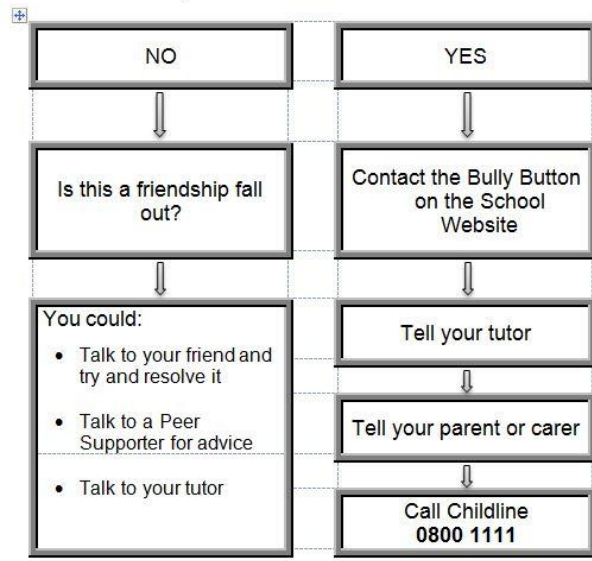 NO
Is this a friendship fall
out?
You could:
• Talk to your friend and
try and resolve it
• Talk to a Peer
Supporter for advice
• Talk to your tutor
YES
Contact the Bully Button
on the School
Website
Tell your tutor
Tell your parent or carer
Call Childline
0800 1111